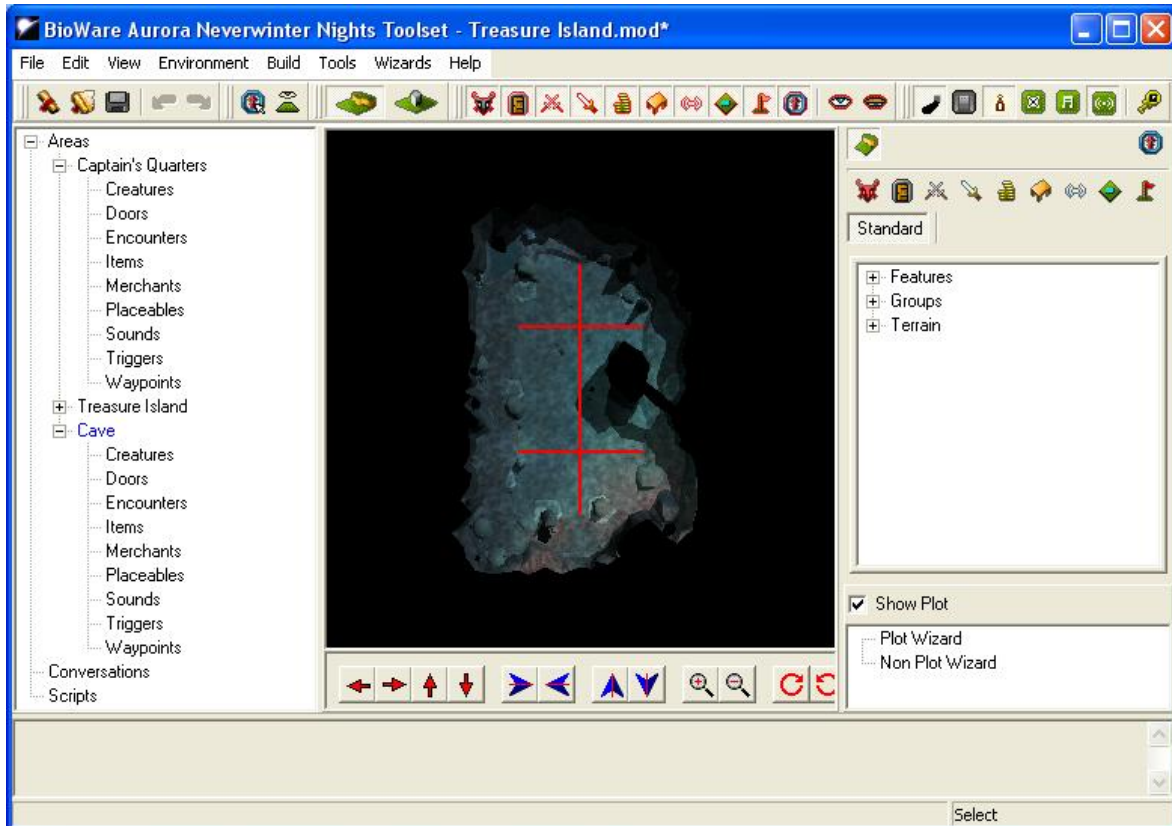 BioWare Aurora Neverwinter Nights Toolset - Treasure Island.mod*
File Edit View Environment Build Tools Wizards Help
Areas
Captain's Quarters
Creatures
Doors
Encounters
Items
Merchants
Placeables
Sounds
Triggers
Waypoints
Treasure Island
Cave
Creatures
Doors
Encounters
Items
Merchants
Placeables
Sounds
Triggers
Waypoints
Conversations
Scripts
Standard
Features
Groups
Terrain
Show Plot
Plot Wizard
Non Plot Wizard
Select